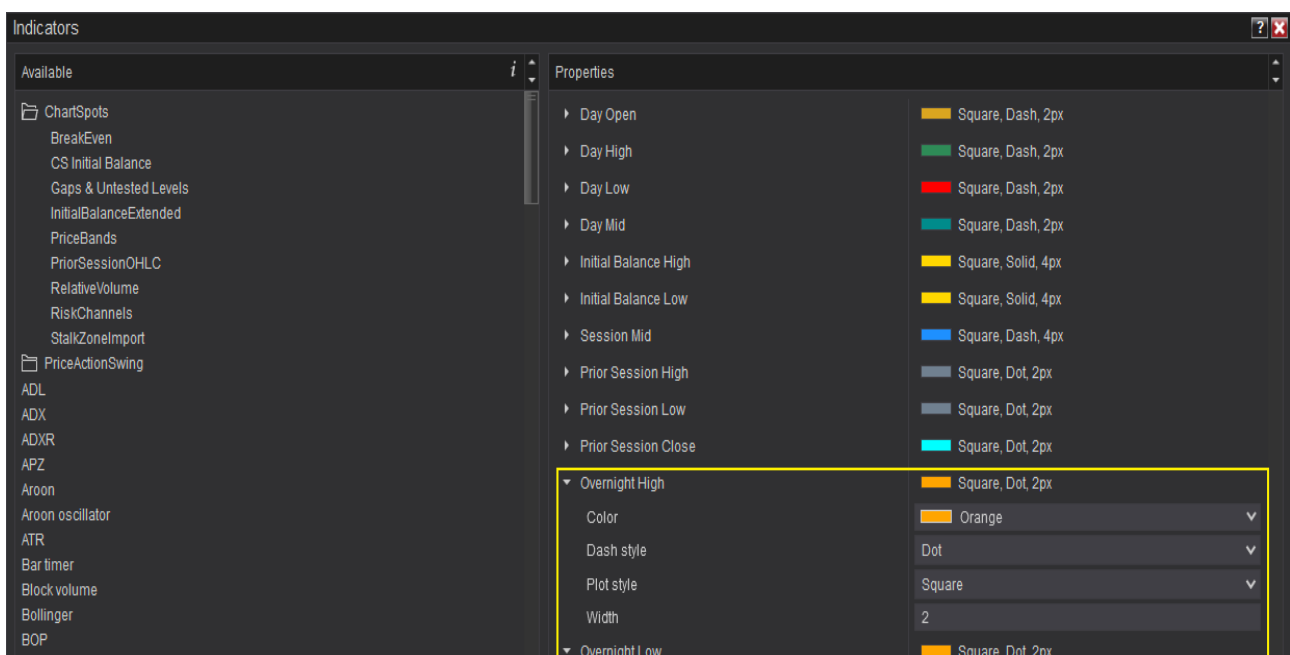 Indicators
?
Available i
Properties
ChartSpots
BreakEven
CS Initial Balance
Gaps & Untested Levels
InitialBalanceExtended
PriceBands
PriorSessionOHLC
RelativeVolume
RiskChannels
StalkZoneImport
PriceActionSwing
ADL
ADX
ADXR
APZ
Aroon
Aroon oscillator
ATR
Bar timer
Block volume
Bollinger
BOP
Day Open Square, Dash, 2px
Day High Square, Dash, 2px
Day Low Square, Dash, 2px
Day Mid Square, Dash, 2px
Initial Balance High Square, Solid, 4px
Initial Balance Low Square, Solid, 4px
Session Mid Square, Dash, 4px
Prior Session High Square, Dot, 2px
Prior Session Low Square, Dot, 2px
Prior Session Close Square, Dot, 2px
Overnight High Square, Dot, 2px
Color Orange
Dash style Dot
Plot style Square
Width 2
Overnight Low Square, Dot, 2px